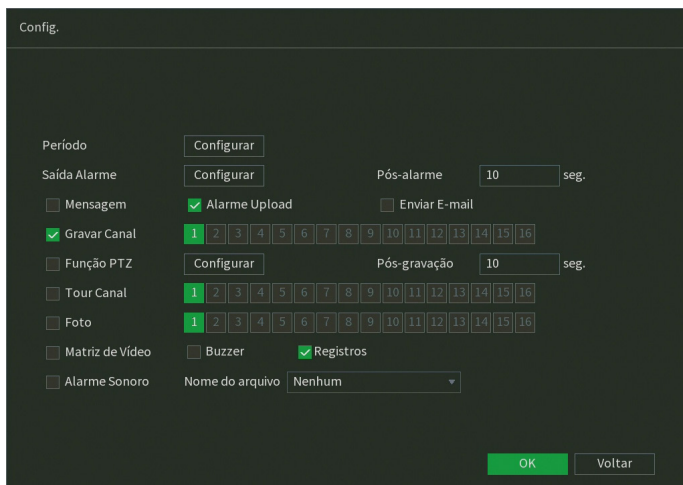 Config.
Período Configurar
Saída Alarme Configurar Pós-alarme 10 seg.
Mensagem Alarme Upload Enviar E-mail
Gravar Canal 1 2 3 4 5 6 7 8 9 10 11 12 13 14 15 16
Função PTZ Configurar Pós-gravação 10 seg.
Tour Canal 1 2 3 4 5 6 7 8 9 10 11 12 13 14 15 16
Foto 1 2 3 4 5 6 7 8 9 10 11 12 13 14 15 16
Matriz de Vídeo Buzzer Registros
Alarme Sonoro Nome do arquivo Nenhum
OK Voltar